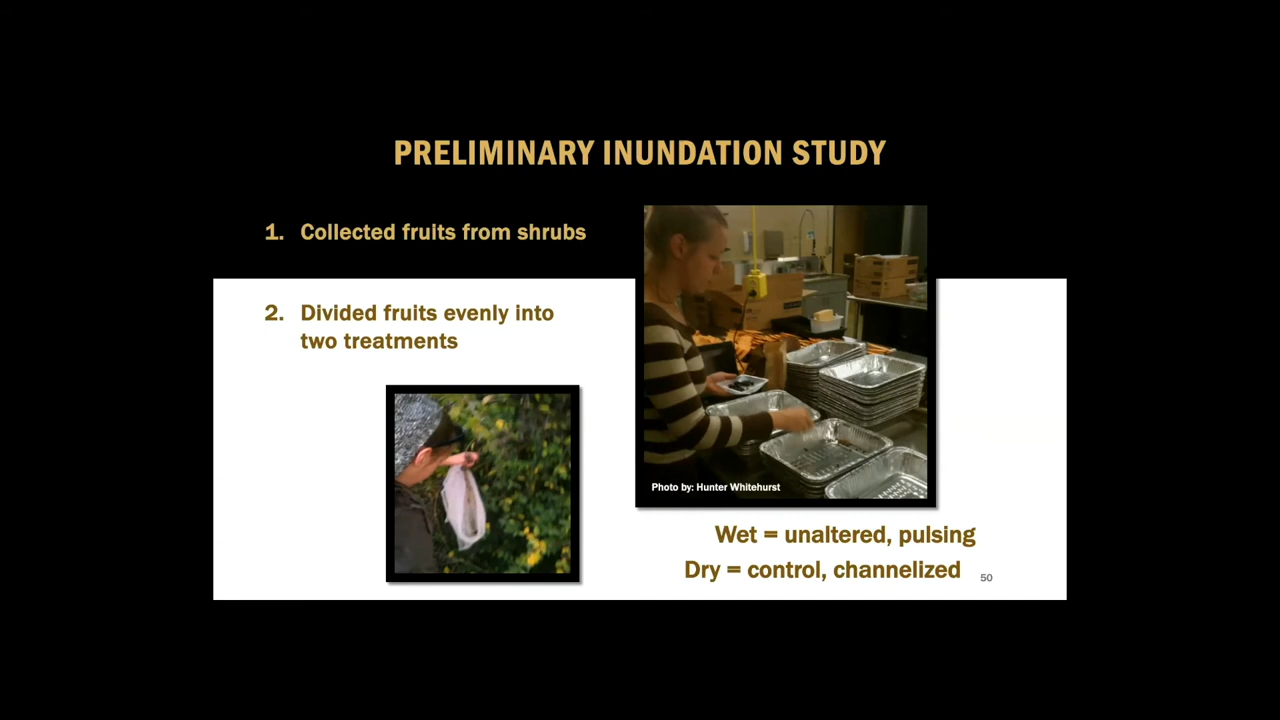 PRELIMINARY INUNDATION STUDY
1. Collected fruits from shrubs
2. Divided fruits evenly into
two treatments
Photo by: Hunter Whitehurst
Wet = unaltered, pulsing
Dry = control, channelized
50